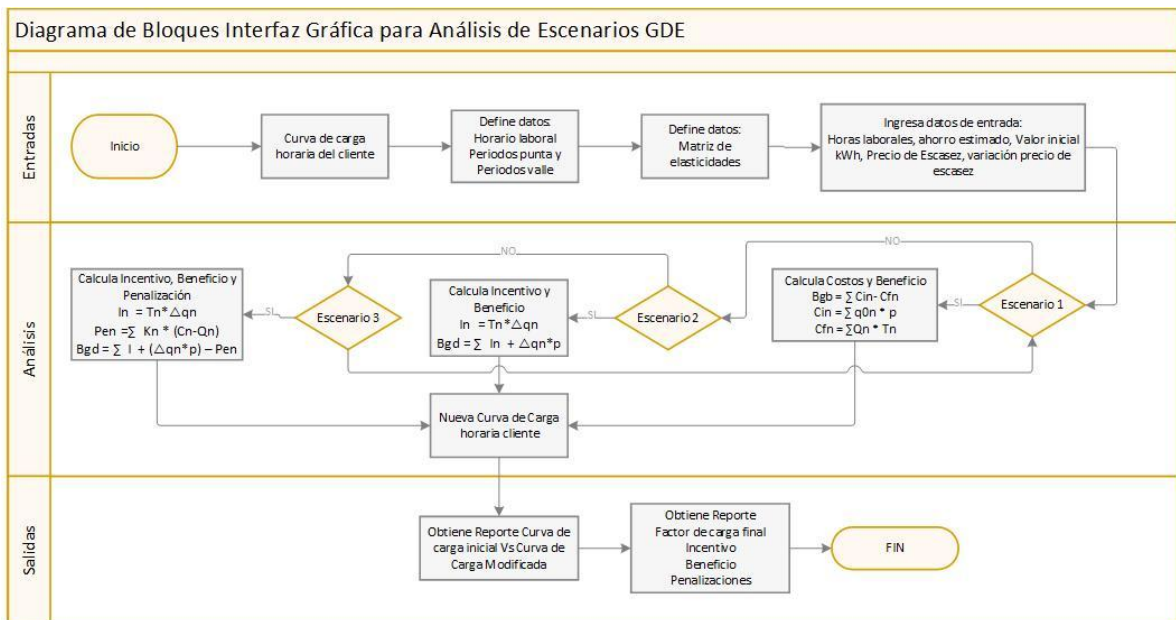 Diagrama de Bloques Interfaz Gráfica para Análisis de Escenarios GDE
Entradas
Inicio
Curva de carga
horaria del cliente
Define datos:
Horario laboral
Periodos punta y
Periodos valle
Define datos:
Matriz de
elasticidades
Ingresa datos de entrada:
Horas laborales, ahorro estimado, Valor inicial
kWh, Precio de Escasez, variación precio de
escasez
Análisis
Calcula Incentivo, Beneficio y
Penalización
In = Tn*△qn
Pen =∑ Kn * (Cn-Qn)
Bgd = ∑ I + (△qn*p) – Pen
SI
Escenario 3
NO
Calcula Incentivo y
Beneficio
In = Tn*△qn
Bgd = ∑ In + △qn*p
SI
Escenario 2
NO
Calcula Costos y Beneficio
Bgb = ∑ Cin- Cfn
Cin = ∑ q0n * p
Cfn = ∑Qn * Tn
SI
Escenario 1
Nueva Curva de Carga
horaria cliente
Salidas
Obtiene Reporte Curva de
carga inicial Vs Curva de
Carga Modificada
Obtiene Reporte
Factor de carga final
Incentivo
Beneficio
Penalizaciones
FIN